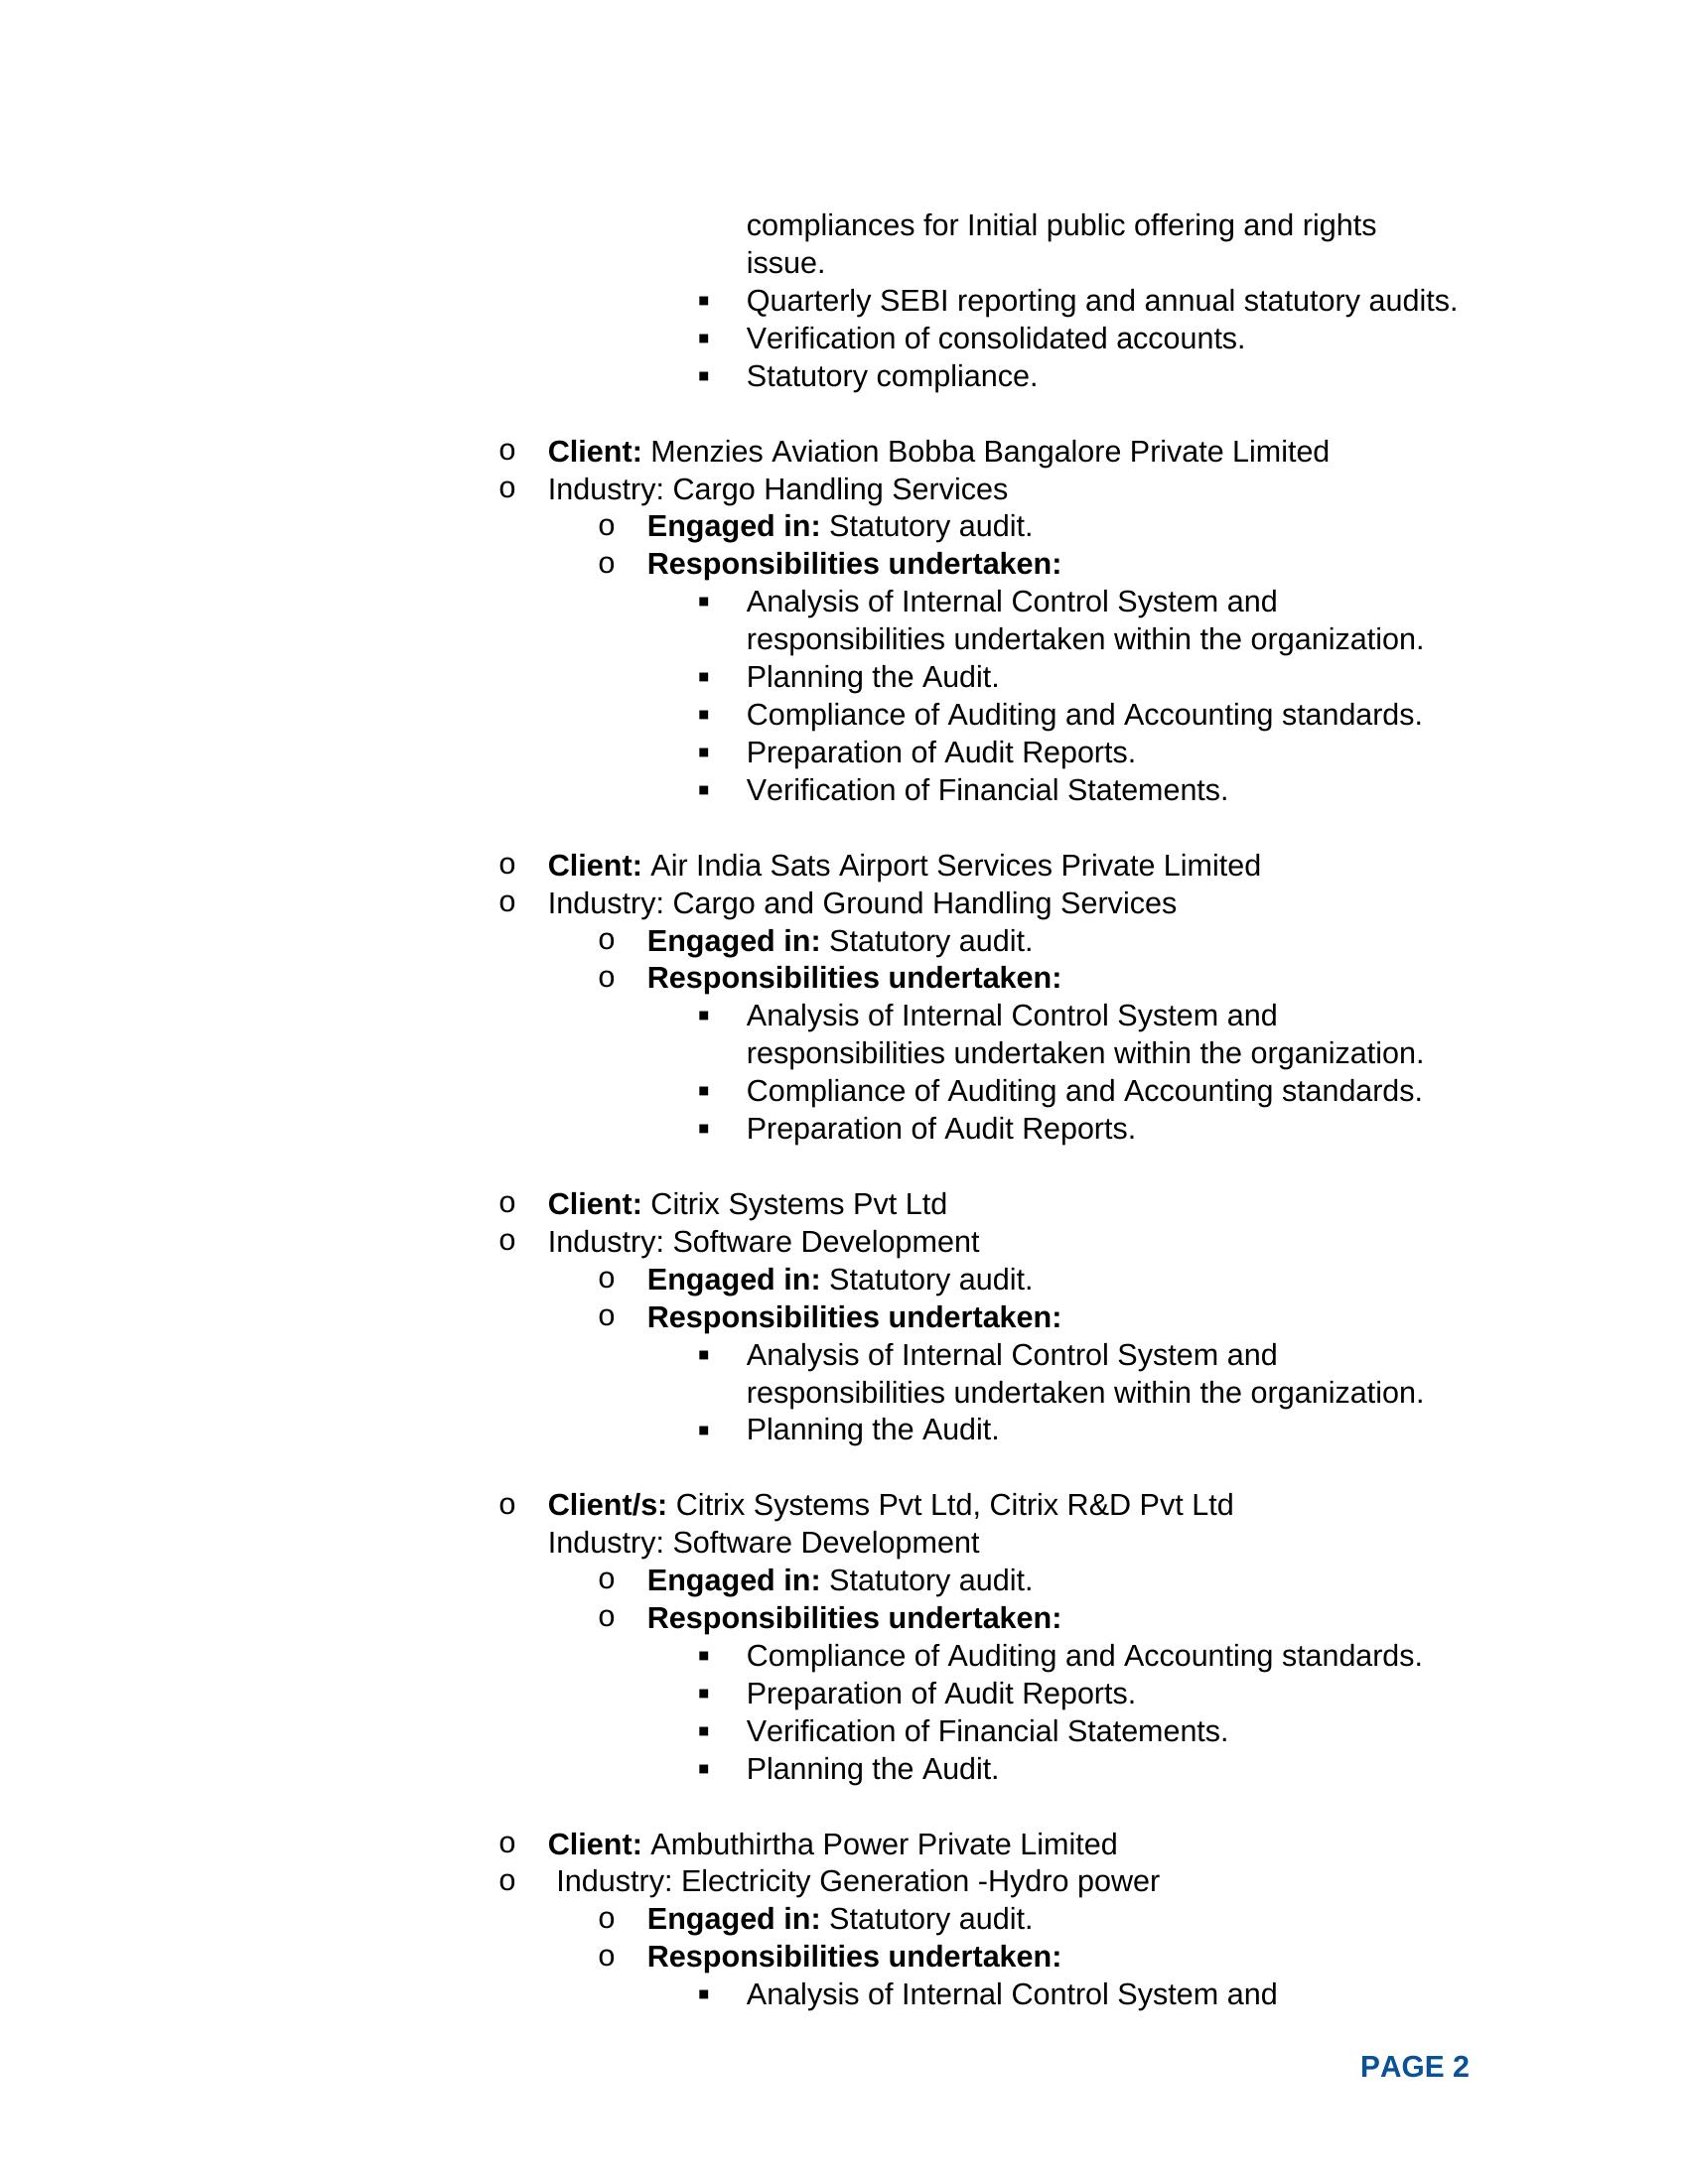 compliances for Initial public offering and rights
issue.
▪ Quarterly SEBI reporting and annual statutory audits.
▪ Verification of consolidated accounts.
▪ Statutory compliance.
o Client: Menzies Aviation Bobba Bangalore Private Limited
o Industry: Cargo Handling Services
o Engaged in: Statutory audit.
o Responsibilities undertaken:
▪ Analysis of Internal Control System and
responsibilities undertaken within the organization.
▪ Planning the Audit.
▪ Compliance of Auditing and Accounting standards.
▪ Preparation of Audit Reports.
▪ Verification of Financial Statements.
o Client: Air India Sats Airport Services Private Limited
o Industry: Cargo and Ground Handling Services
o Engaged in: Statutory audit.
o Responsibilities undertaken:
▪ Analysis of Internal Control System and
responsibilities undertaken within the organization.
▪ Compliance of Auditing and Accounting standards.
▪ Preparation of Audit Reports.
o Client: Citrix Systems Pvt Ltd
o Industry: Software Development
o Engaged in: Statutory audit.
o Responsibilities undertaken:
▪ Analysis of Internal Control System and
responsibilities undertaken within the organization.
▪ Planning the Audit.
o Client/s: Citrix Systems Pvt Ltd, Citrix R&D Pvt Ltd
Industry: Software Development
o Engaged in: Statutory audit.
o Responsibilities undertaken:
▪ Compliance of Auditing and Accounting standards.
▪ Preparation of Audit Reports.
▪ Verification of Financial Statements.
▪ Planning the Audit.
o Client: Ambuthirtha Power Private Limited
o Industry: Electricity Generation -Hydro power
o Engaged in: Statutory audit.
o Responsibilities undertaken:
▪ Analysis of Internal Control System and
PAGE 2